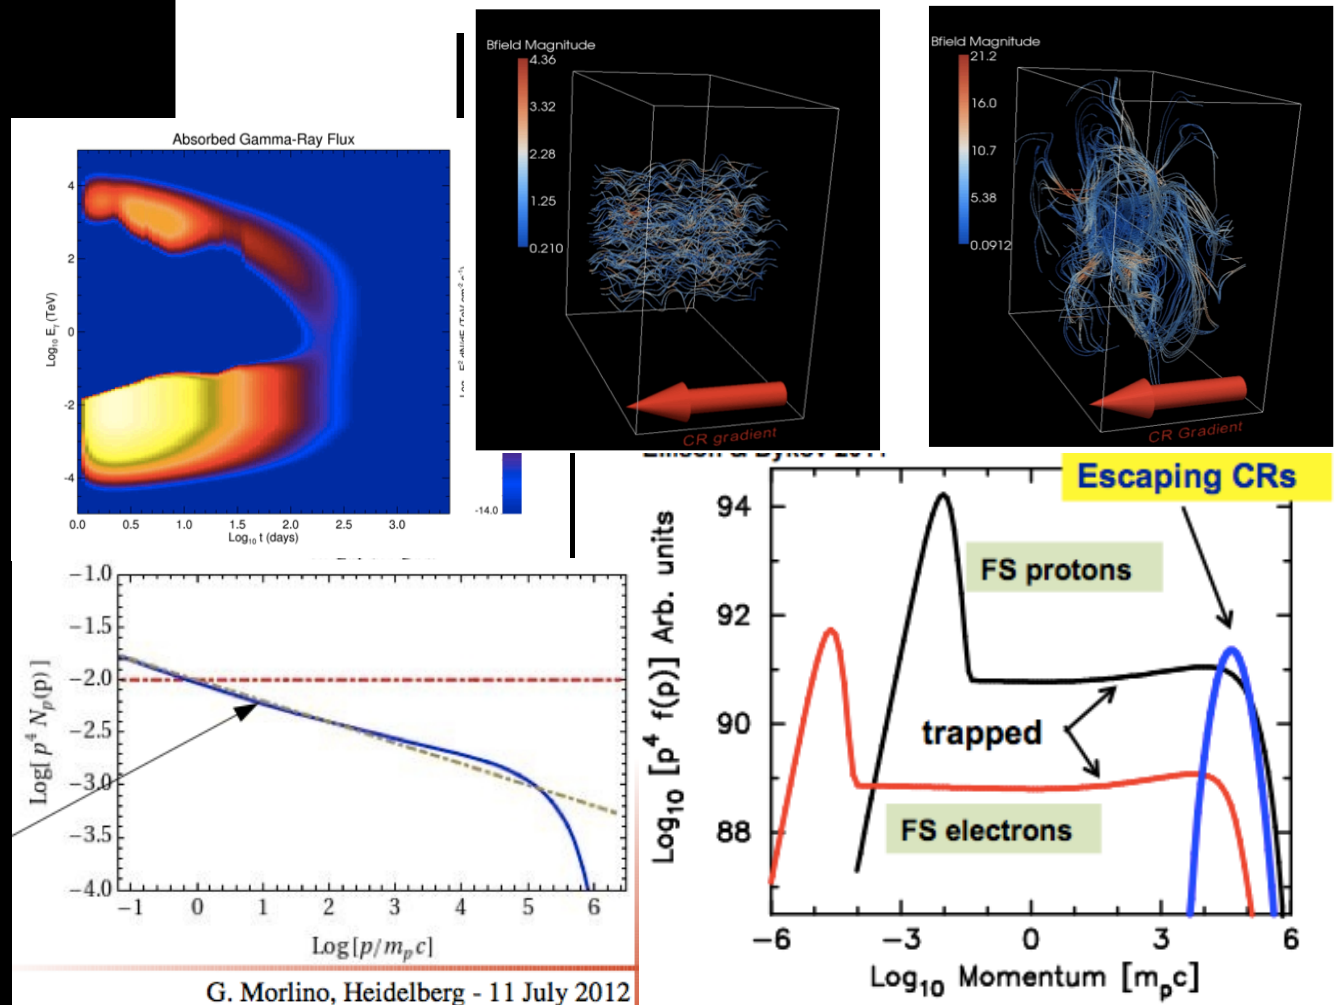 Absorbed Gamma-Ray Flux
Log₁₀ Eγ (TeV)
4
2
0
-2
-4
0.0 0.5 1.0 1.5 2.0 2.5 3.0
Log₁₀ t (days)
-14.0
Bfield Magnitude
4.36
3.32
2.28
1.25
0.210
CR gradient
Bfield Magnitude
21.2
16.0
10.7
5.38
0.0912
CR Gradient
Log[ p⁴ Nₚ(p)]
−1.0
−1.5
−2.0
−2.5
−3.0
−3.5
−4.0
−1 0 1 2 3 4 5 6
Log[p/mₚc]
G. Morlino, Heidelberg - 11 July 2012
Escaping CRs
Log₁₀ [p⁴ f(p)] Arb. units
94
92
90
88
FS protons
trapped
FS electrons
−6 −3 0 3 6
Log₁₀ Momentum [mₚc]